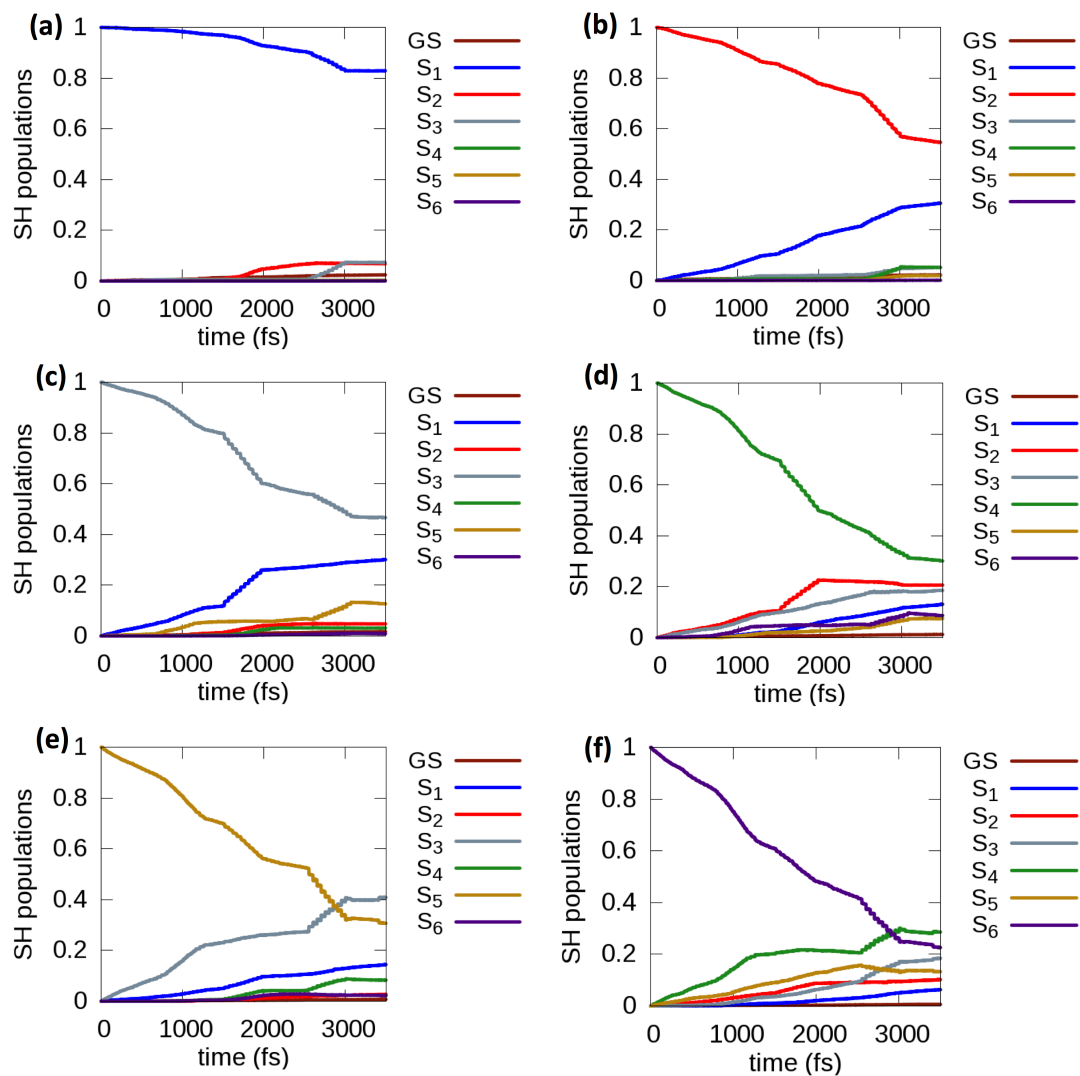 (a)
SH populations
1
0.8
0.6
0.4
0.2
0
0 1000 2000 3000
time (fs)
GS
S1
S2
S3
S4
S5
S6
(b)
SH populations
1
0.8
0.6
0.4
0.2
0
0 1000 2000 3000
time (fs)
GS
S1
S2
S3
S4
S5
S6
(c)
SH populations
1
0.8
0.6
0.4
0.2
0
0 1000 2000 3000
time (fs)
GS
S1
S2
S3
S4
S5
S6
(d)
SH populations
1
0.8
0.6
0.4
0.2
0
0 1000 2000 3000
time (fs)
GS
S1
S2
S3
S4
S5
S6
(e)
SH populations
1
0.8
0.6
0.4
0.2
0
0 1000 2000 3000
time (fs)
GS
S1
S2
S3
S4
S5
S6
(f)
SH populations
1
0.8
0.6
0.4
0.2
0
0 1000 2000 3000
time (fs)
GS
S1
S2
S3
S4
S5
S6